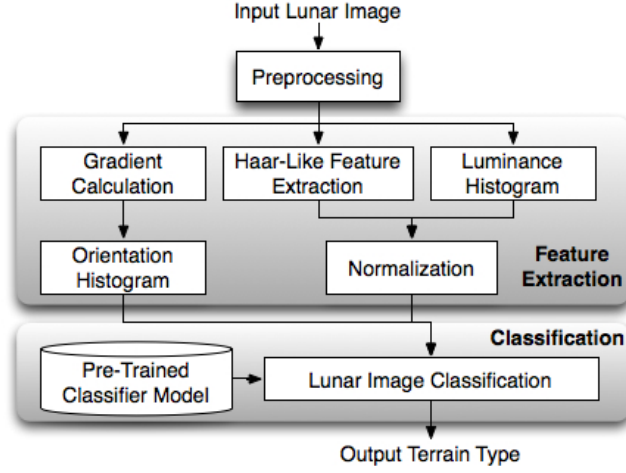 Input Lunar Image
Preprocessing
Gradient
Calculation
Haar-Like Feature
Extraction
Luminance
Histogram
Orientation
Histogram
Normalization
Feature
Extraction
Classification
Pre-Trained
Classifier Model
Lunar Image Classification
Output Terrain Type